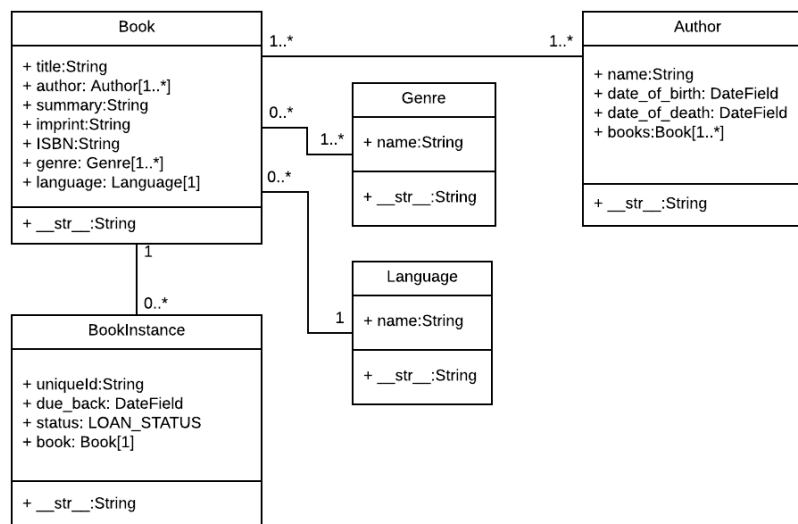 Book
+ title:String
+ author: Author[1..*]
+ summary:String
+ imprint:String
+ ISBN:String
+ genre: Genre[1..*]
+ language: Language[1]
+ __str__:String
1..*
1..*
Author
+ name:String
+ date_of_birth: DateField
+ date_of_death: DateField
+ books:Book[1..*]
+ __str__:String
0..*
1..*
Genre
+ name:String
+ __str__:String
0..*
1
Language
+ name:String
+ __str__:String
1
0..*
BookInstance
+ uniqueId:String
+ due_back: DateField
+ status: LOAN_STATUS
+ book: Book[1]
+ __str__:String